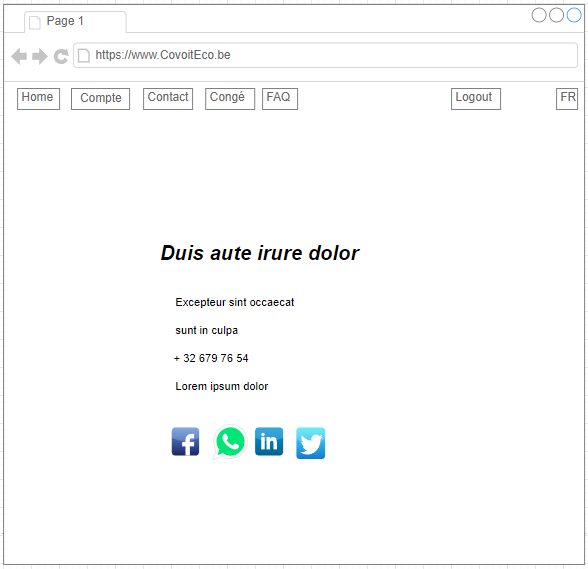 Page 1
https://www.CovoitEco.be
Home Compte Contact Congé FAQ Logout FR
Duis aute irure dolor
Excepteur sint occaecat
sunt in culpa
+ 32 679 76 54
Lorem ipsum dolor
f in